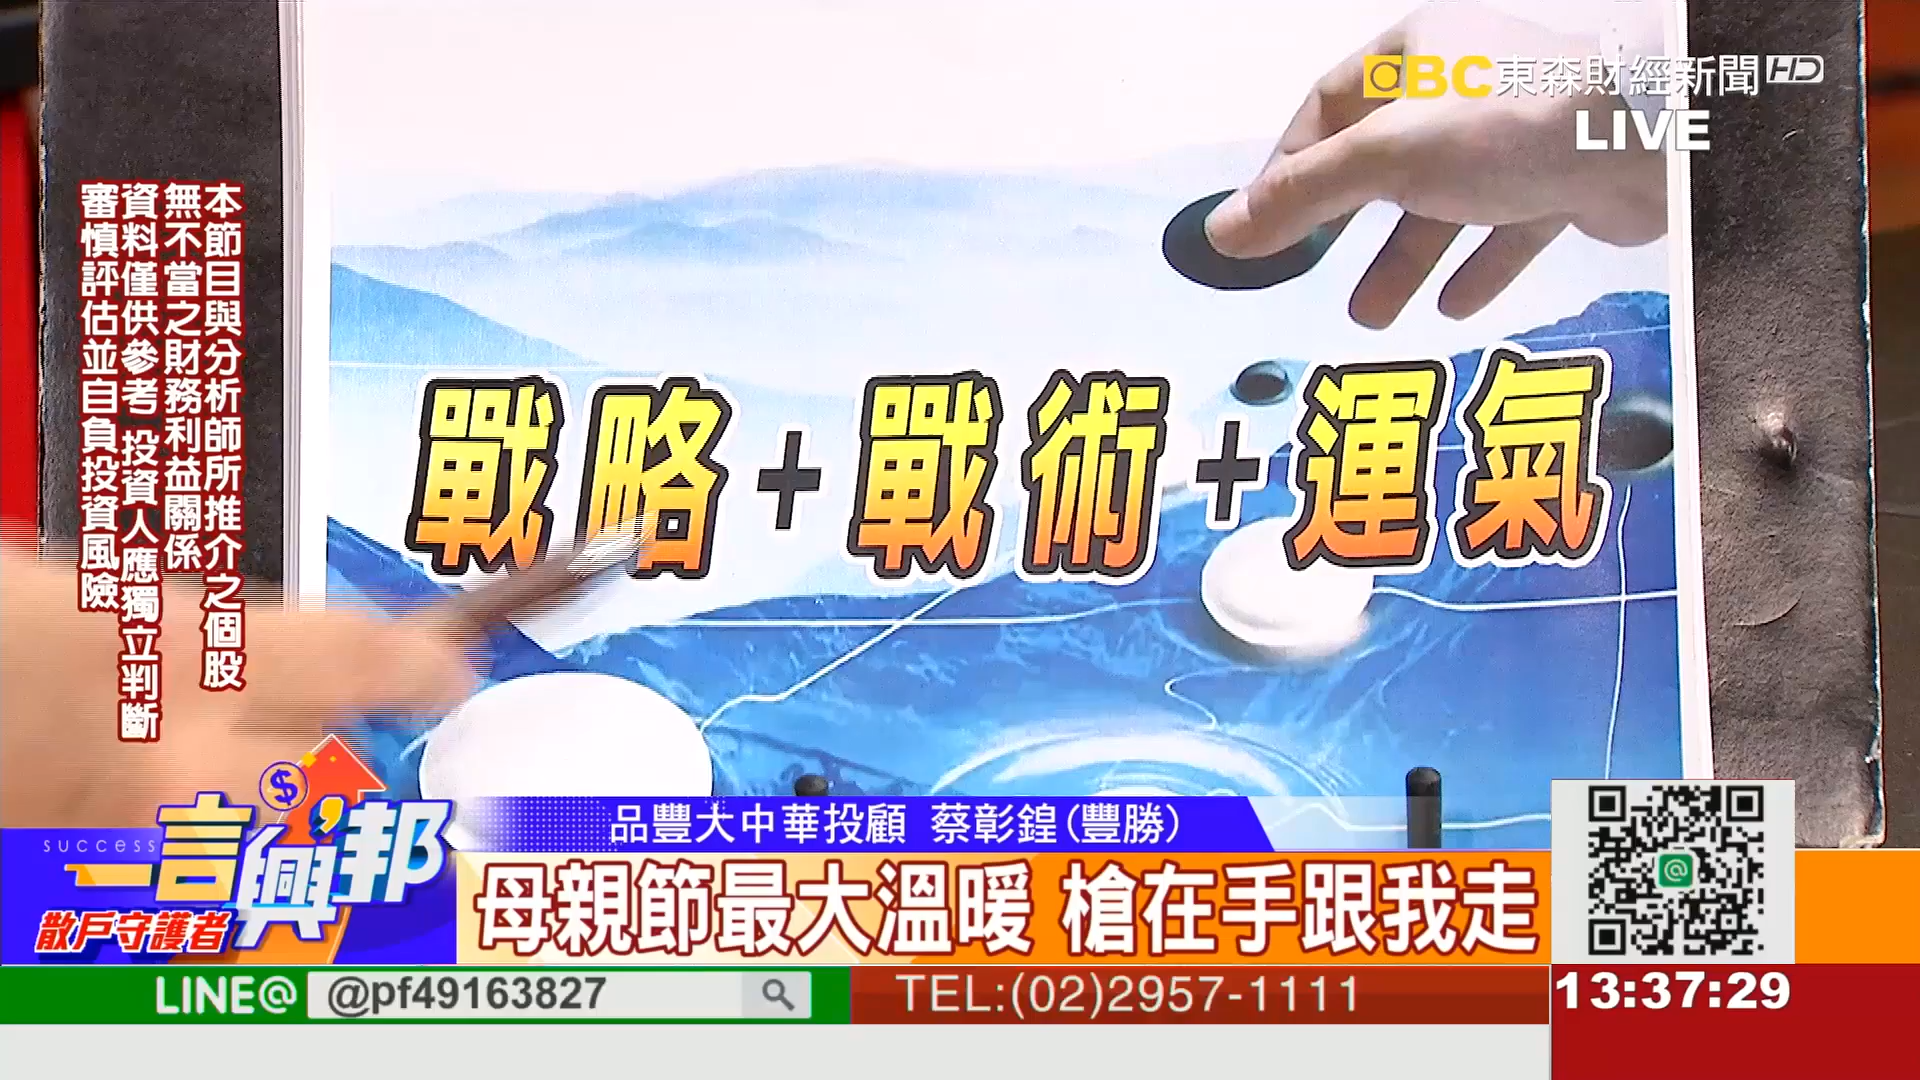 EBC東森財經新聞HD
LIVE
本節目與分析師所推介之個股
無不當之財務利益關係
資料僅供參考 投資人應獨立判斷
審慎評估並自負投資風險
戰略+戰術+運氣
success
一言興邦
散戶守護者
品豐大中華投顧 蔡彰鍠(豐勝)
母親節最大溫暖 槍在手跟我走
LINE@ @pf49163827
TEL:(02)2957-1111
13:37:29